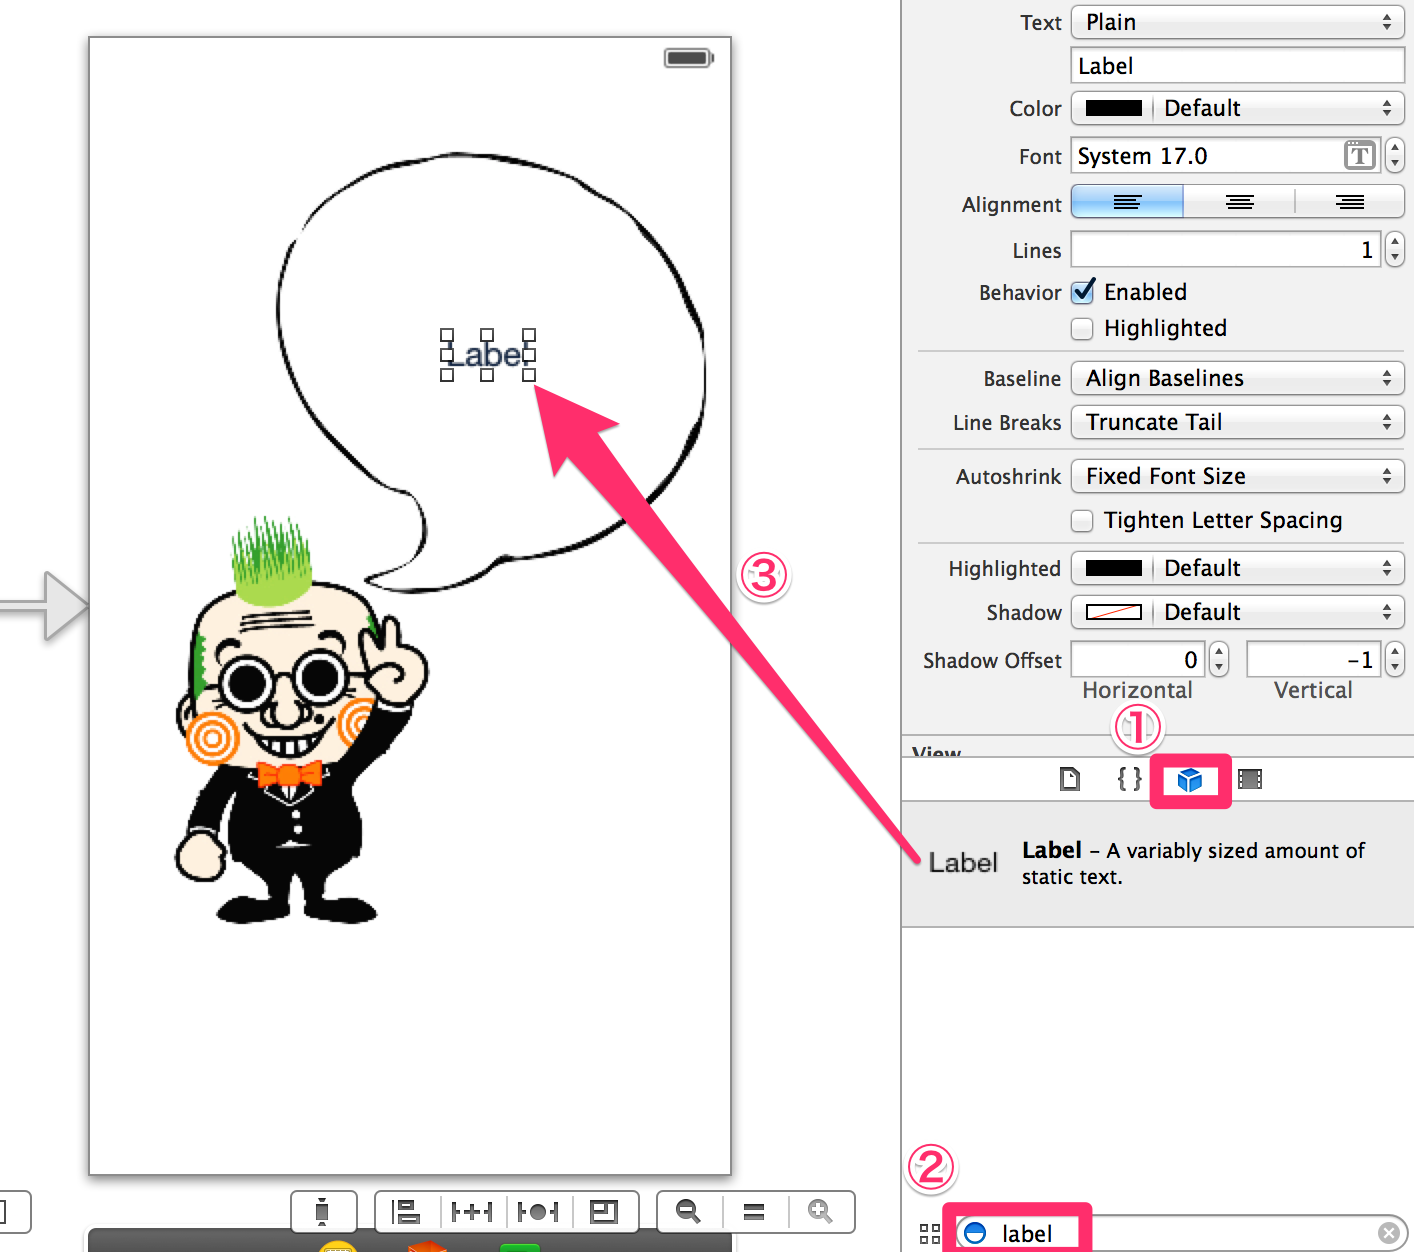 Text Plain
Label
Color Default
Font System 17.0 T
Alignment
Lines 1
Behavior Enabled
Highlighted
Baseline Align Baselines
Line Breaks Truncate Tail
Autoshrink Fixed Font Size
Tighten Letter Spacing
Highlighted Default
Shadow Default
Shadow Offset 0 -1
Horizontal Vertical
View
{ }
Label
Label – A variably sized amount of
static text.
label
Label
①
②
③